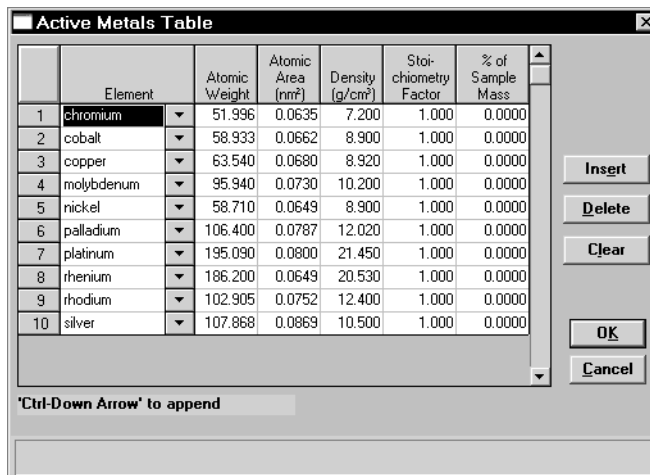 Active Metals Table
Element Atomic Weight Atomic Area (nm²) Density (g/cm³) Stoi-chiometry Factor % of Sample Mass
1 chromium 51.996 0.0635 7.200 1.000 0.0000
2 cobalt 58.933 0.0662 8.900 1.000 0.0000
3 copper 63.540 0.0680 8.920 1.000 0.0000
4 molybdenum 95.940 0.0730 10.200 1.000 0.0000
5 nickel 58.710 0.0649 8.900 1.000 0.0000
6 palladium 106.400 0.0787 12.020 1.000 0.0000
7 platinum 195.090 0.0800 21.450 1.000 0.0000
8 rhenium 186.200 0.0649 20.530 1.000 0.0000
9 rhodium 102.905 0.0752 12.400 1.000 0.0000
10 silver 107.868 0.0869 10.500 1.000 0.0000
Insert
Delete
Clear
OK
Cancel
'Ctrl-Down Arrow' to append